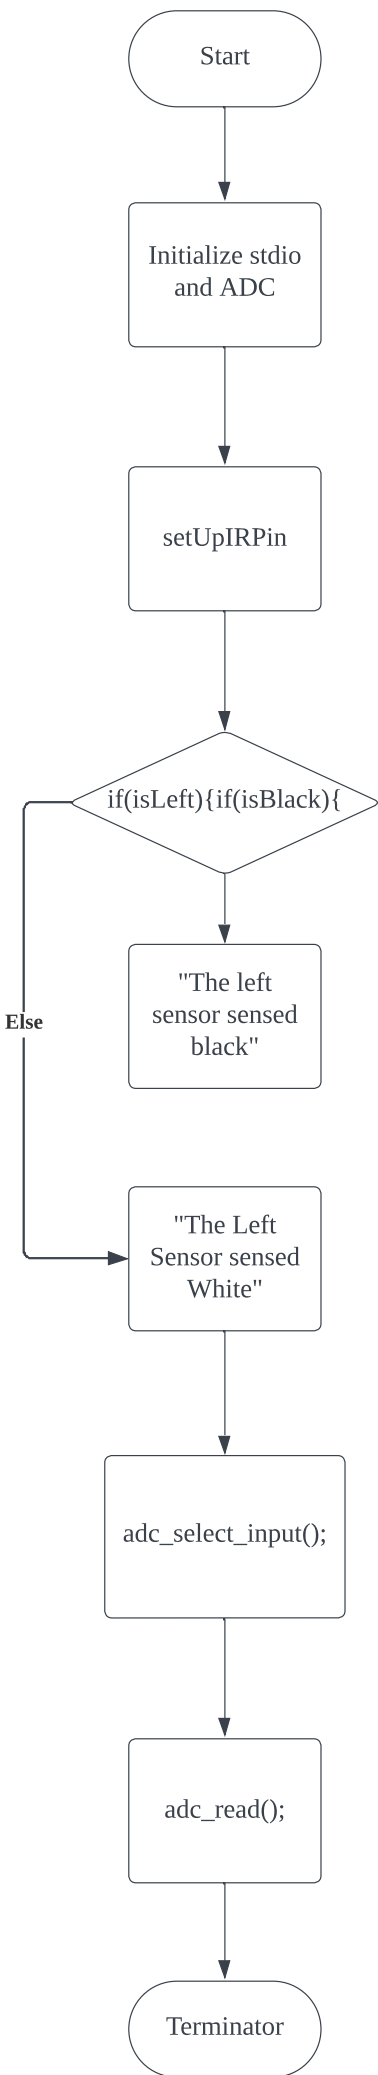 Start
Initialize stdio
and ADC
setUpIRPin
if(isLeft){if(isBlack){
"The left
sensor sensed
black"
Else
"The Left
Sensor sensed
White"
adc_select_input();
adc_read();
Terminator